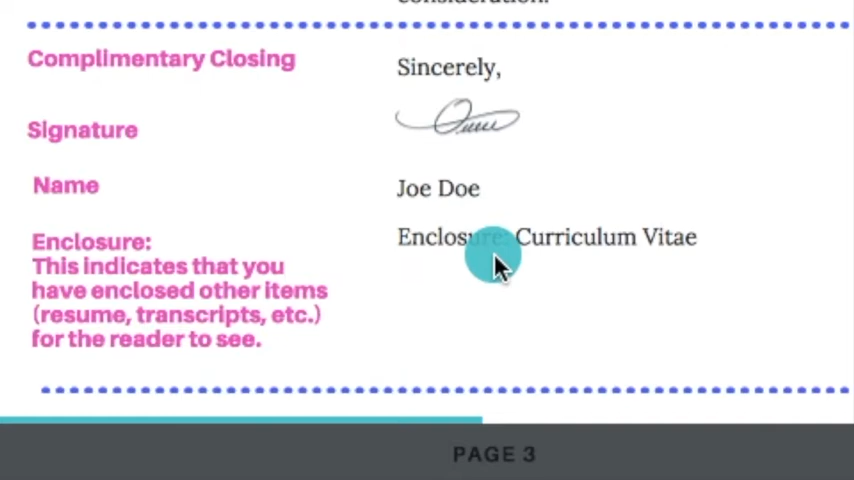 consideration.
Complimentary Closing
Sincerely,
Signature
Name
Joe Doe
Enclosure: Curriculum Vitae
Enclosure:
This indicates that you
have enclosed other items
(resume, transcripts, etc.)
for the reader to see.
PAGE 3